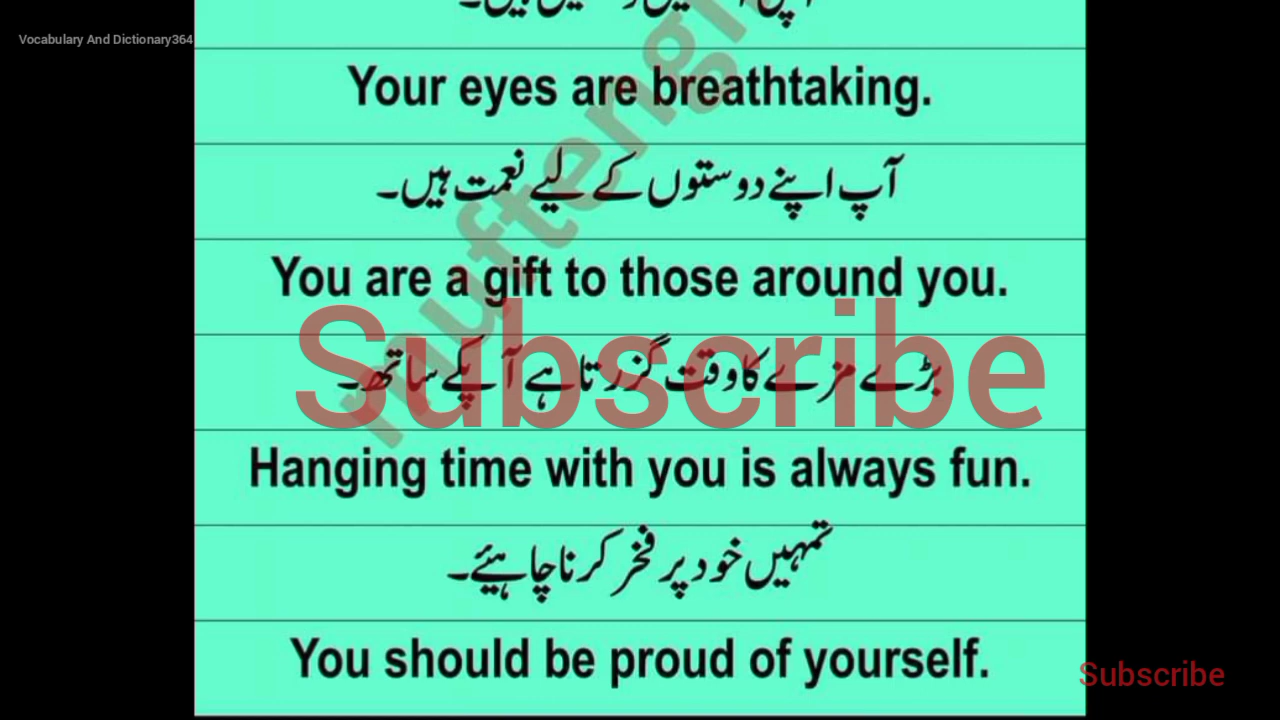 Vocabulary And Dictionary364
Your eyes are breathtaking.
آپ اپنے دوستوں کے لیے نعمت ہیں۔
You are a gift to those around you.
Subscribe
بڑے مزے کا وقت گزرتا ہے آپکے ساتھ۔
Hanging time with you is always fun.
تمہیں خود پر فخر کرنا چاہیئے۔
You should be proud of yourself.
Subscribe